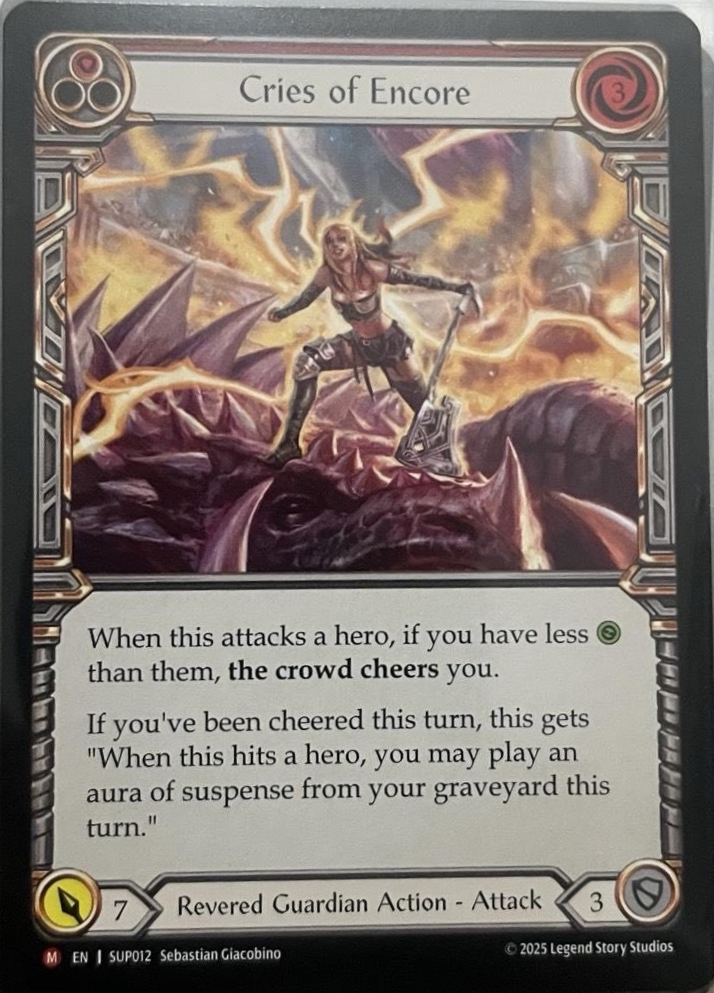 Cries of Encore
3
When this attacks a hero, if you have less
than them, the crowd cheers you.
If you've been cheered this turn, this gets
"When this hits a hero, you may play an
aura of suspense from your graveyard this
turn."
7 Revered Guardian Action - Attack 3
M EN | SUP012 Sebastian Giacobino © 2025 Legend Story Studios